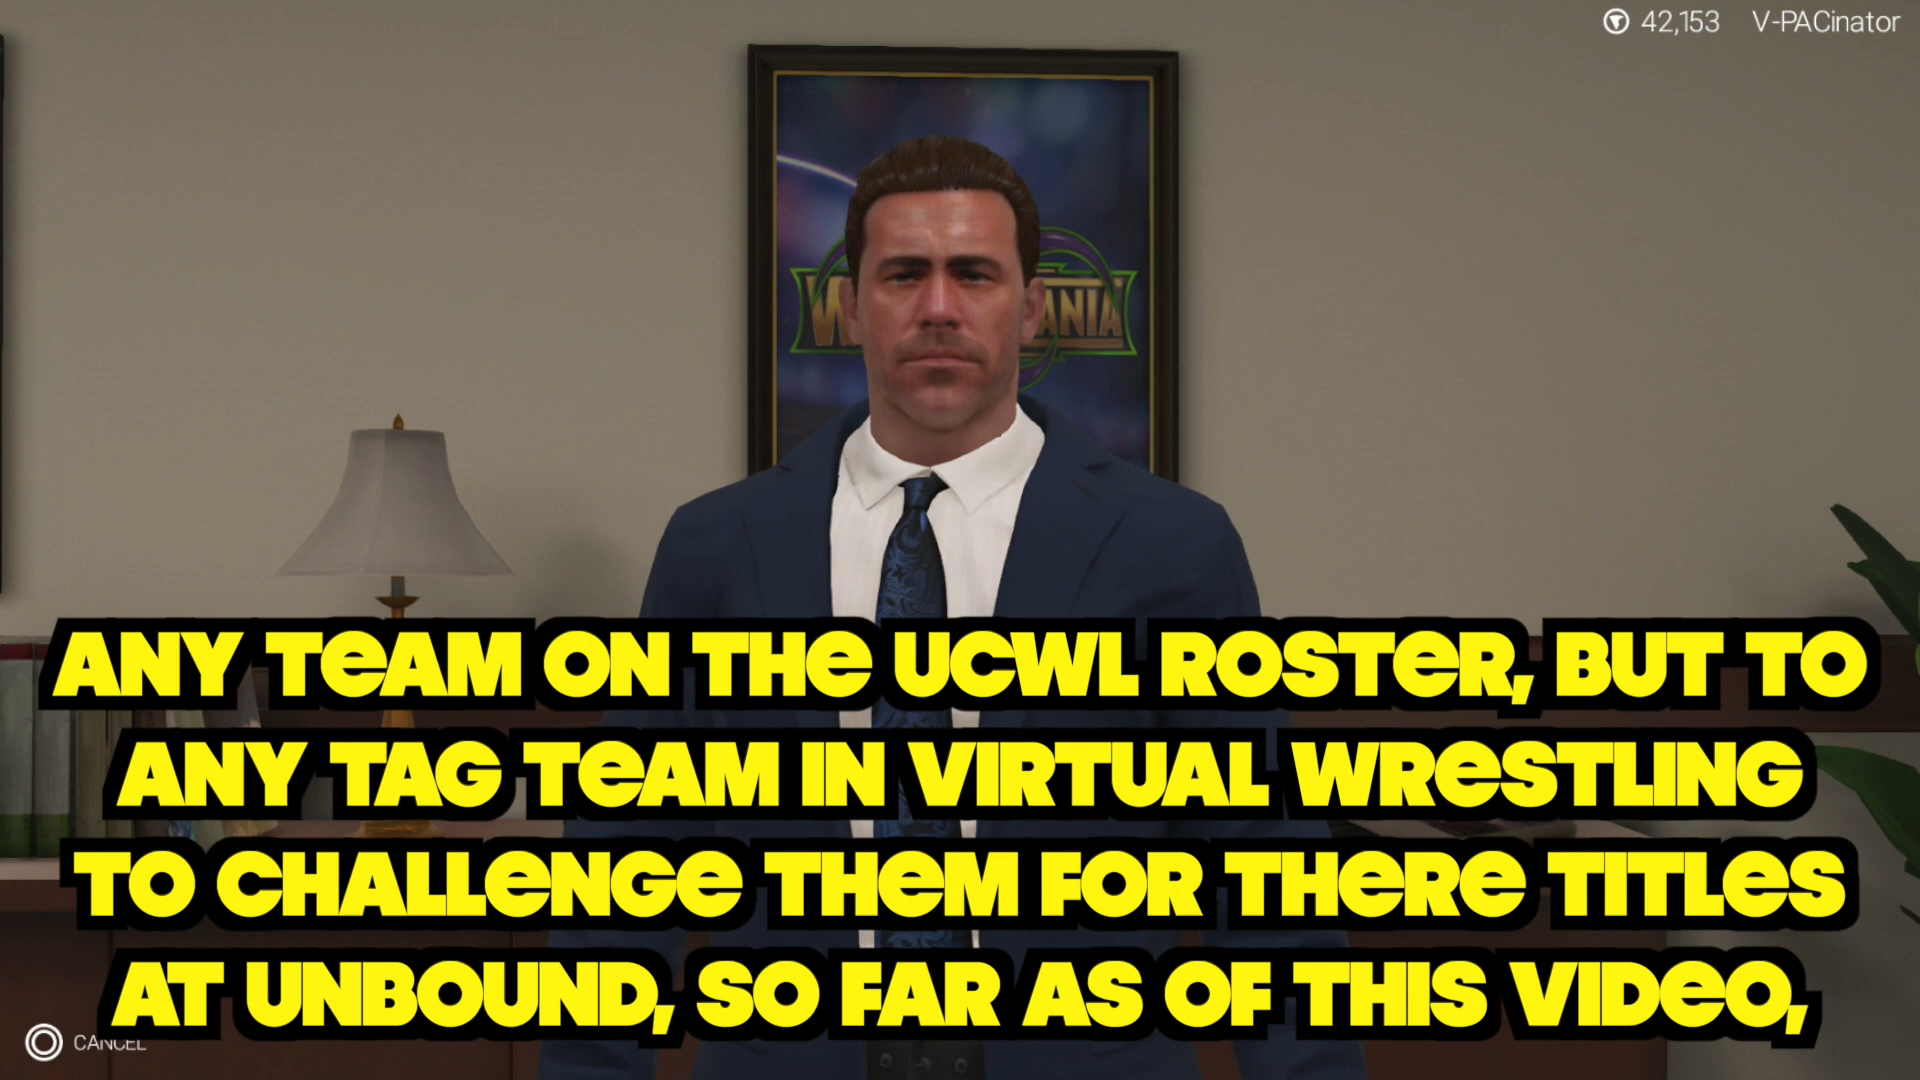 42,153 V-PACinator
W ANIA
ANY TEAM ON THE UCWL ROSTER, BUT TO
ANY TAG TEAM IN VIRTUAL WRESTLING
TO CHALLENGE THEM FOR THERE TITLES
AT UNBOUND, SO FAR AS OF THIS VIDEO,
CANCEL